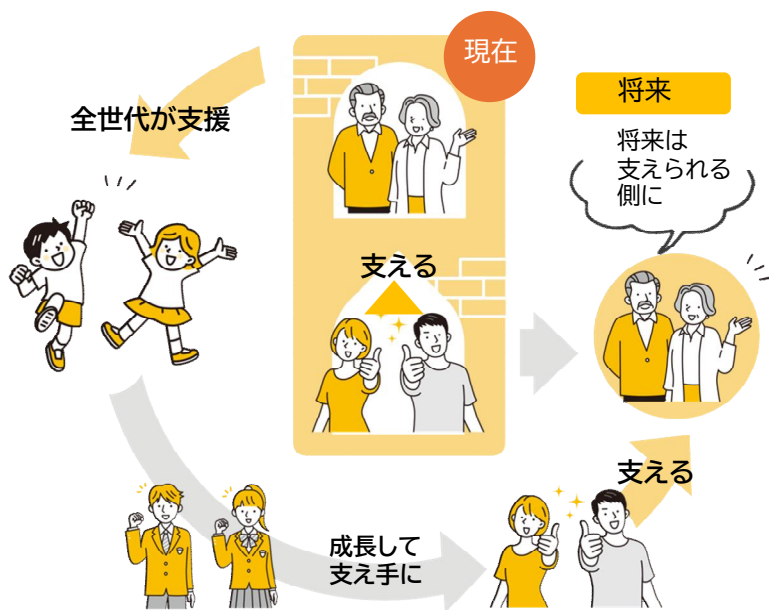 現在
全世代が支援
支える
将来
将来は
支えられる
側に
支える
成長して
支え手に